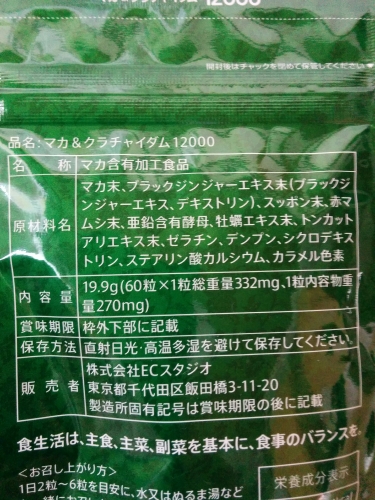 12000
開封後はチャックを閉めて保管してください。
品名: マカ＆クラチャイダム12000
名 称 マカ含有加工食品
原材料名 マカ末、ブラックジンジャーエキス末(ブラックジ
ンジャーエキス、デキストリン)、スッポン末、赤マ
ムシ末、亜鉛含有酵母、牡蠣エキス末、トンカット
アリエキス末、ゼラチン、デンプン、シクロデキス
トリン、ステアリン酸カルシウム、カラメル色素
内 容 量 19.9g(60粒×1粒総重量332mg、1粒内容物重
量270mg)
賞味期限 枠外下部に記載
保存方法 直射日光・高温多湿を避けて保存してください。
販 売 者 株式会社ECスタジオ
東京都千代田区飯田橋3-11-20
製造所固有記号は賞味期限の後に記載
食生活は、主食、主菜、副菜を基本に、食事のバランスを。
<お召し上がり方>
1日2粒～6粒を目安に、水又はぬるま湯など
栄養成分表示